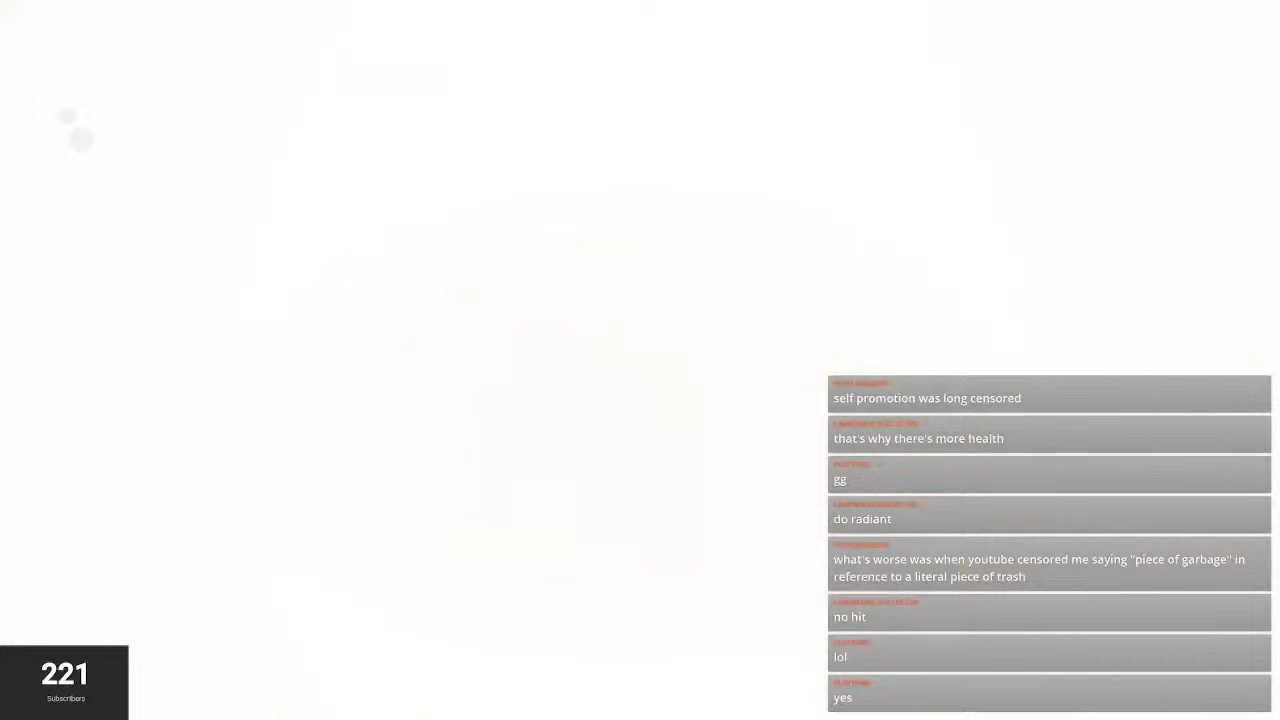 self promotion was long censored
that's why there's more health
gg
do radiant
what's worse was when youtube censored me saying "piece of garbage" in
reference to a literal piece of trash
no hit
lol
yes
221
Subscribers